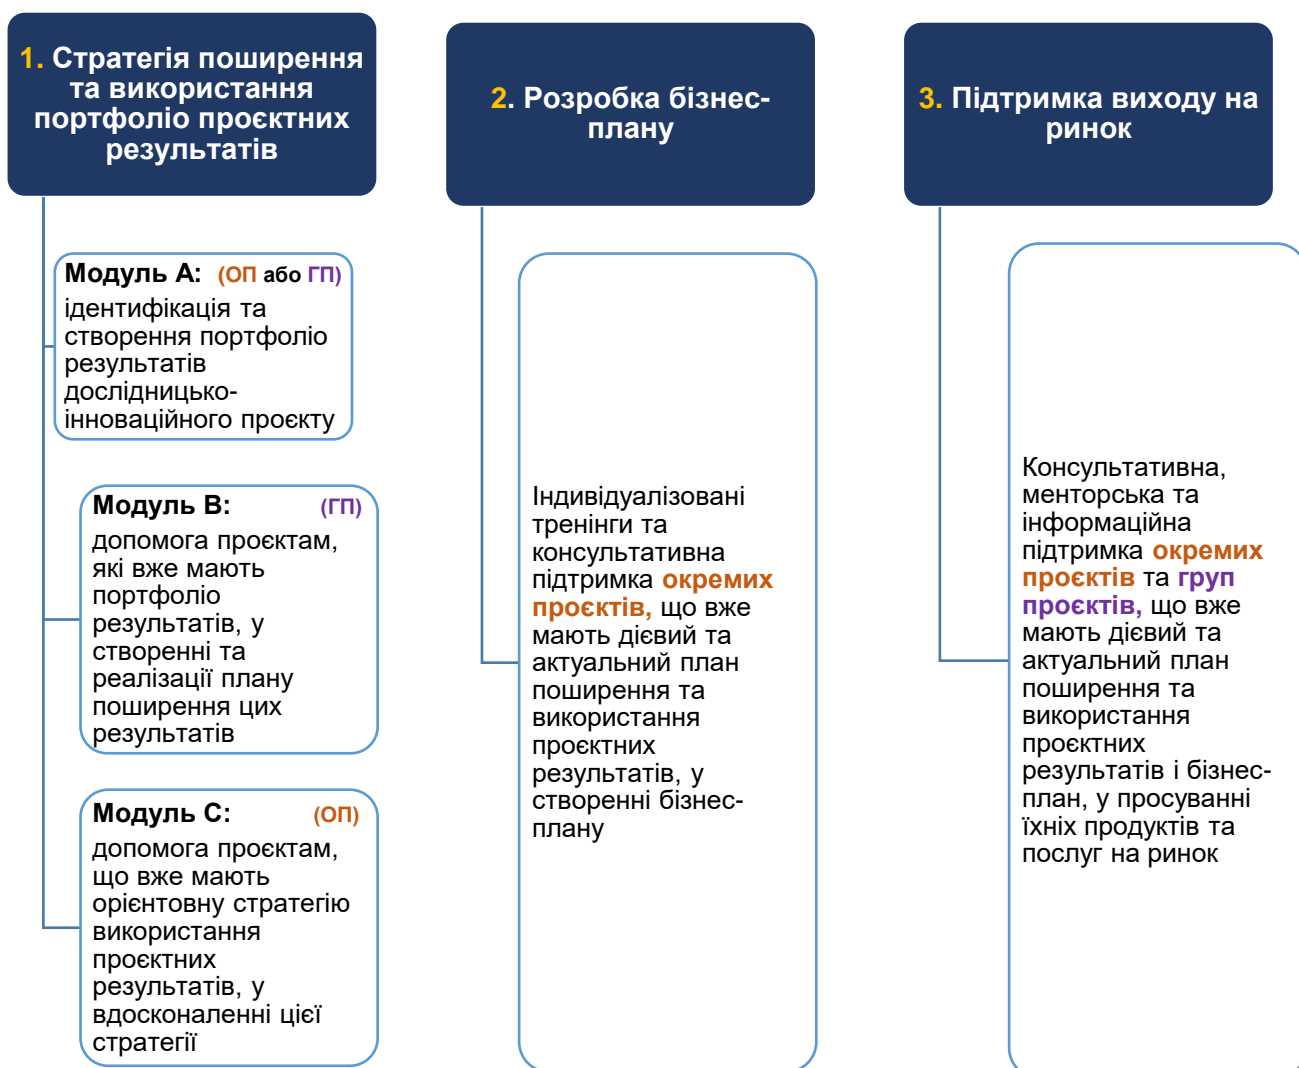 1. Стратегія поширення
та використання
портфоліо проєктних
результатів
Модуль А: (ОП або ГП)
ідентифікація та
створення портфоліо
результатів
дослідницько-
інноваційного проєкту
Модуль В: (ГП)
допомога проєктам,
які вже мають
портфоліо
результатів, у
створенні та
реалізації плану
поширення цих
результатів
Модуль С: (ОП)
допомога проєктам,
що вже мають
орієнтовну стратегію
використання
проєктних
результатів, у
вдосконаленні цієї
стратегії
2. Розробка бізнес-
плану
Індивідуалізовані
тренінги та
консультативна
підтримка окремих
проєктів, що вже
мають дієвий та
актуальний план
поширення та
використання
проєктних
результатів, у
створенні бізнес-
плану
3. Підтримка виходу на
ринок
Консультативна,
менторська та
інформаційна
підтримка окремих
проєктів та груп
проєктів, що вже
мають дієвий та
актуальний план
поширення та
використання
проєктних
результатів і бізнес-
план, у просуванні
їхніх продуктів та
послуг на ринок